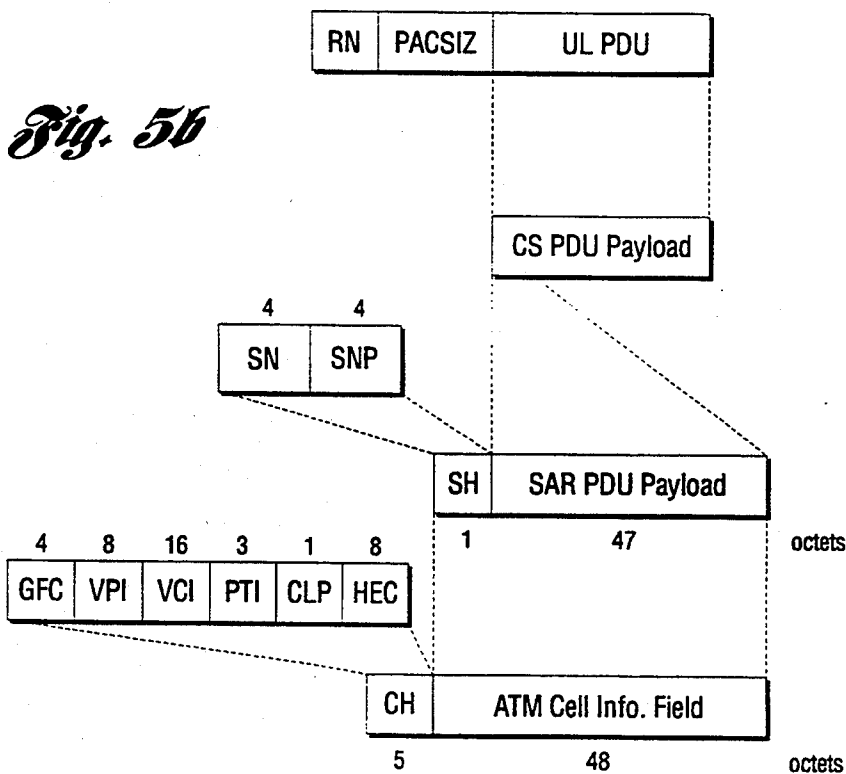 RN PACSIZ UL PDU
Fig. 5b
CS PDU Payload
4 4
SN SNP
SH SAR PDU Payload
1 47 octets
4 8 16 3 1 8
GFC VPI VCI PTI CLP HEC
CH ATM Cell Info. Field
5 48 octets